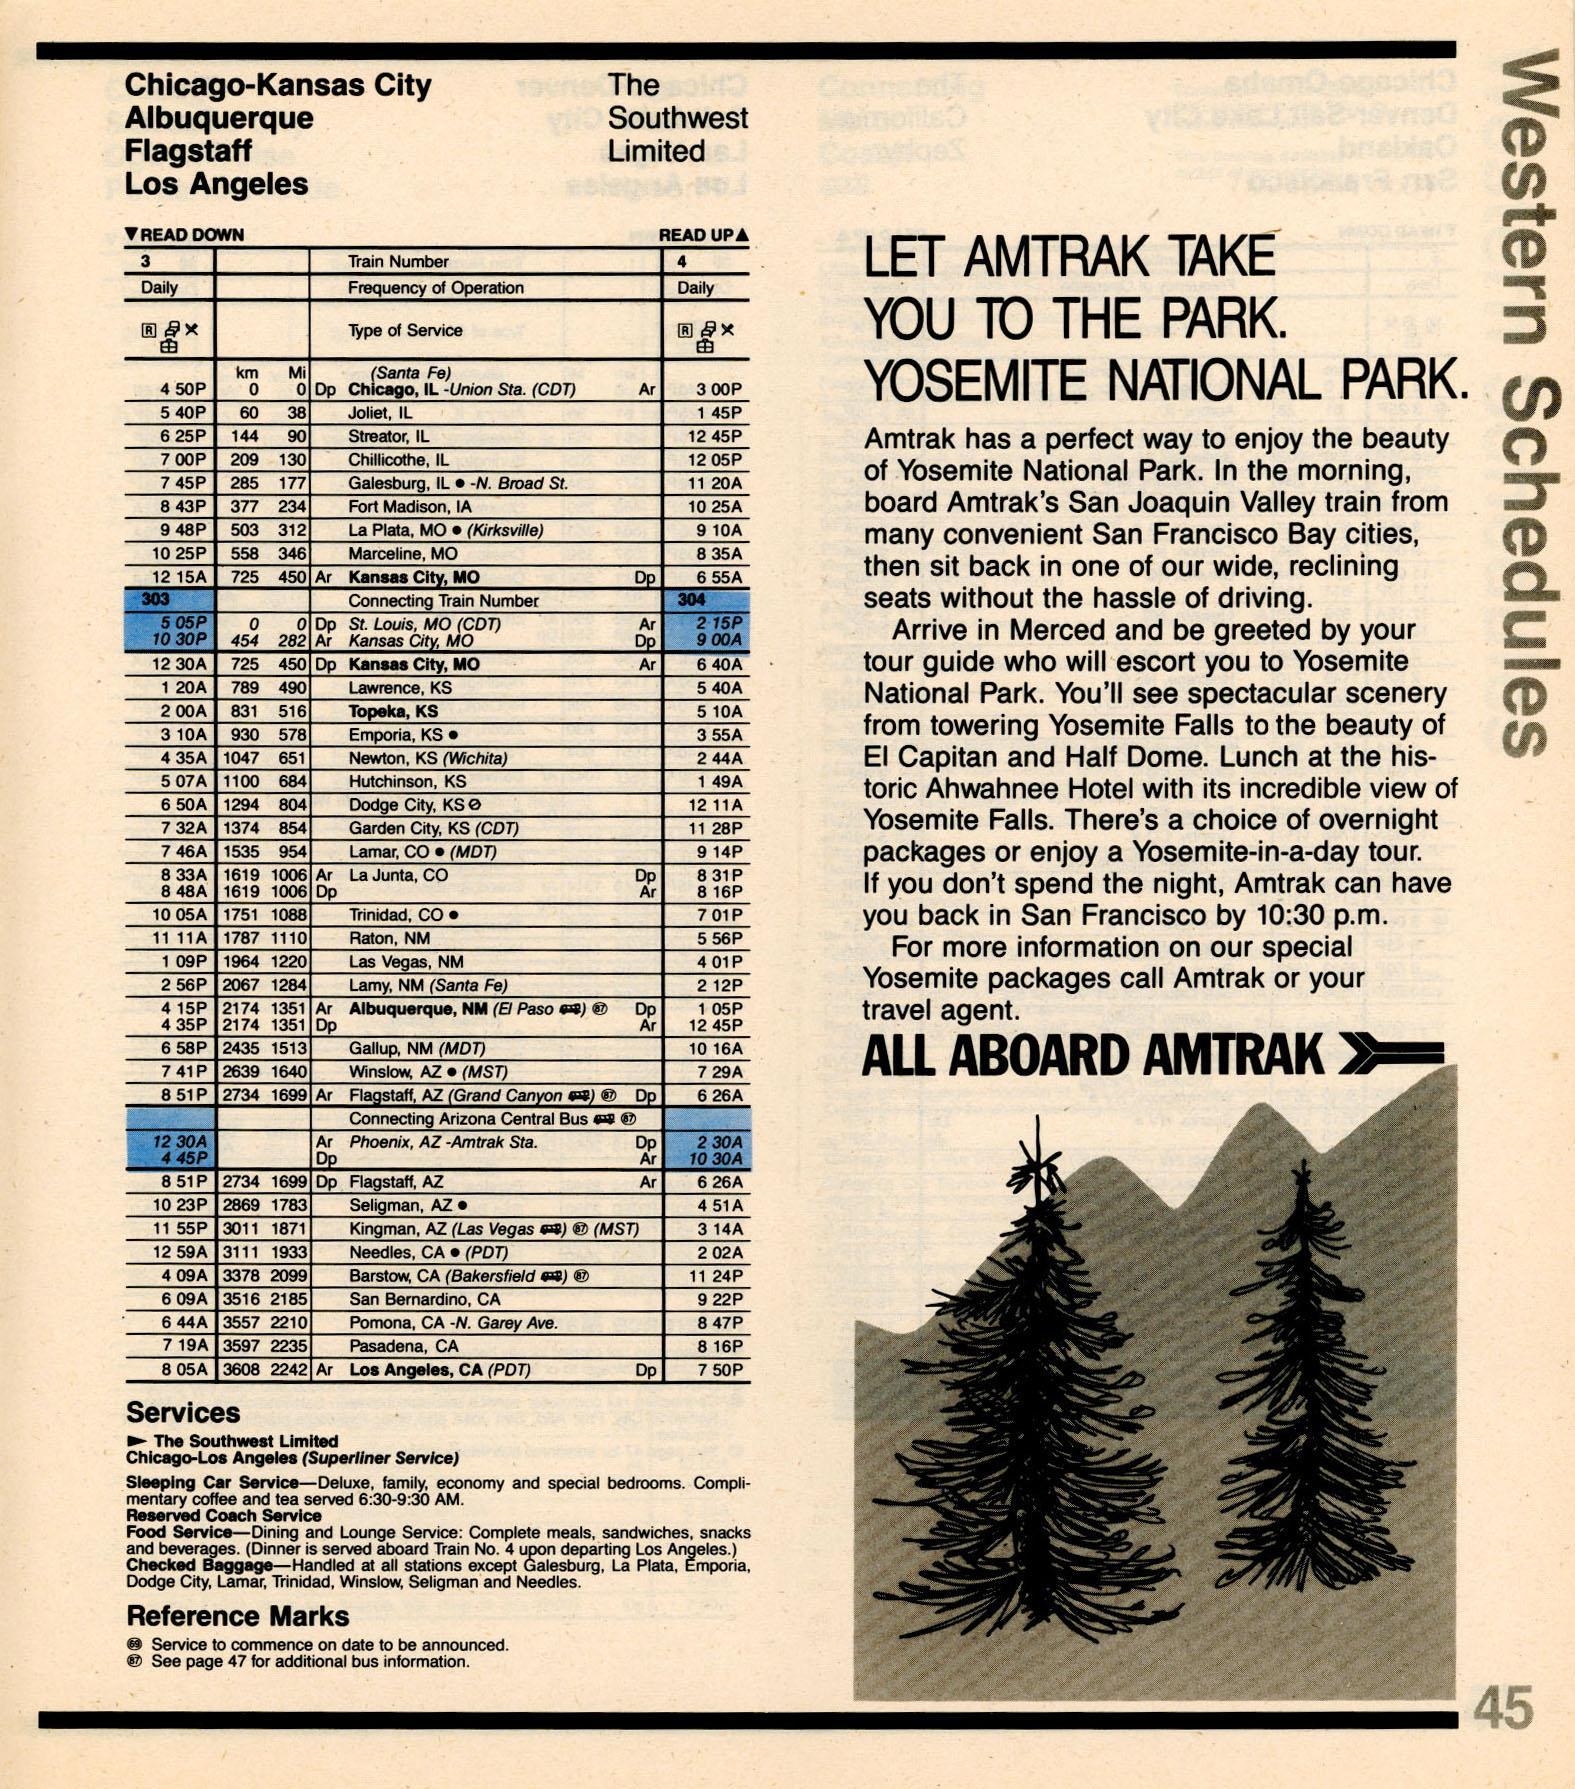 Chicago-Kansas City
Albuquerque
Flagstaff
Los Angeles
The
Southwest
Limited
▼READ DOWN READ UP▲
3 Train Number 4
Daily Frequency of Operation Daily
R Type of Service R
km Mi (Santa Fe)
4 50P 0 0 Dp Chicago, IL -Union Sta. (CDT) Ar 3 00P
5 40P 60 38 Joliet, IL 1 45P
6 25P 144 90 Streator, IL 12 45P
7 00P 209 130 Chillicothe, IL 12 05P
7 45P 285 177 Galesburg, IL ● -N. Broad St. 11 20A
8 43P 377 234 Fort Madison, IA 10 25A
9 48P 503 312 La Plata, MO ● (Kirksville) 9 10A
10 25P 558 346 Marceline, MO 8 35A
12 15A 725 450 Ar Kansas City, MO Dp 6 55A
303 Connecting Train Number 304
5 05P 0 0 Dp St. Louis, MO (CDT) Ar 2 15P
10 30P 454 282 Ar Kansas City, MO Dp 9 00A
12 30A 725 450 Dp Kansas City, MO Ar 6 40A
1 20A 789 490 Lawrence, KS 5 40A
2 00A 831 516 Topeka, KS 5 10A
3 10A 930 578 Emporia, KS ● 3 55A
4 35A 1047 651 Newton, KS (Wichita) 2 44A
5 07A 1100 684 Hutchinson, KS 1 49A
6 50A 1294 804 Dodge City, KS ⊘ 12 11A
7 32A 1374 854 Garden City, KS (CDT) 11 28P
7 46A 1535 954 Lamar, CO ● (MDT) 9 14P
8 33A 1619 1006 Ar La Junta, CO Dp 8 31P
8 48A 1619 1006 Dp Ar 8 16P
10 05A 1751 1088 Trinidad, CO ● 7 01P
11 11A 1787 1110 Raton, NM 5 56P
1 09P 1964 1220 Las Vegas, NM 4 01P
2 56P 2067 1284 Lamy, NM (Santa Fe) 2 12P
4 15P 2174 1351 Ar Albuquerque, NM (El Paso) 87 Dp 1 05P
4 35P 2174 1351 Dp Ar 12 45P
6 58P 2435 1513 Gallup, NM (MDT) 10 16A
7 41P 2639 1640 Winslow, AZ ● (MST) 7 29A
8 51P 2734 1699 Ar Flagstaff, AZ (Grand Canyon) 87 Dp 6 26A
Connecting Arizona Central Bus 87
12 30A Ar Phoenix, AZ -Amtrak Sta. Dp 2 30A
4 45P Dp Ar 10 30A
8 51P 2734 1699 Dp Flagstaff, AZ Ar 6 26A
10 23P 2869 1783 Seligman, AZ ● 4 51A
11 55P 3011 1871 Kingman, AZ (Las Vegas) 87 (MST) 3 14A
12 59A 3111 1933 Needles, CA ● (PDT) 2 02A
4 09A 3378 2099 Barstow, CA (Bakersfield) 87 11 24P
6 09A 3516 2185 San Bernardino, CA 9 22P
6 44A 3557 2210 Pomona, CA -N. Garey Ave. 8 47P
7 19A 3597 2235 Pasadena, CA 8 16P
8 05A 3608 2242 Ar Los Angeles, CA (PDT) Dp 7 50P
Services
► The Southwest Limited
Chicago-Los Angeles (Superliner Service)
Sleeping Car Service—Deluxe, family, economy and special bedrooms. Compli-
mentary coffee and tea served 6:30-9:30 AM.
Reserved Coach Service
Food Service—Dining and Lounge Service: Complete meals, sandwiches, snacks
and beverages. (Dinner is served aboard Train No. 4 upon departing Los Angeles.)
Checked Baggage—Handled at all stations except Galesburg, La Plata, Emporia,
Dodge City, Lamar, Trinidad, Winslow, Seligman and Needles.
Reference Marks
69 Service to commence on date to be announced.
87 See page 47 for additional bus information.
LET AMTRAK TAKE
YOU TO THE PARK.
YOSEMITE NATIONAL PARK.
Amtrak has a perfect way to enjoy the beauty
of Yosemite National Park. In the morning,
board Amtrak's San Joaquin Valley train from
many convenient San Francisco Bay cities,
then sit back in one of our wide, reclining
seats without the hassle of driving.
Arrive in Merced and be greeted by your
tour guide who will escort you to Yosemite
National Park. You'll see spectacular scenery
from towering Yosemite Falls to the beauty of
El Capitan and Half Dome. Lunch at the his-
toric Ahwahnee Hotel with its incredible view of
Yosemite Falls. There's a choice of overnight
packages or enjoy a Yosemite-in-a-day tour.
If you don't spend the night, Amtrak can have
you back in San Francisco by 10:30 p.m.
For more information on our special
Yosemite packages call Amtrak or your
travel agent.
ALL ABOARD AMTRAK
Western Schedules
45